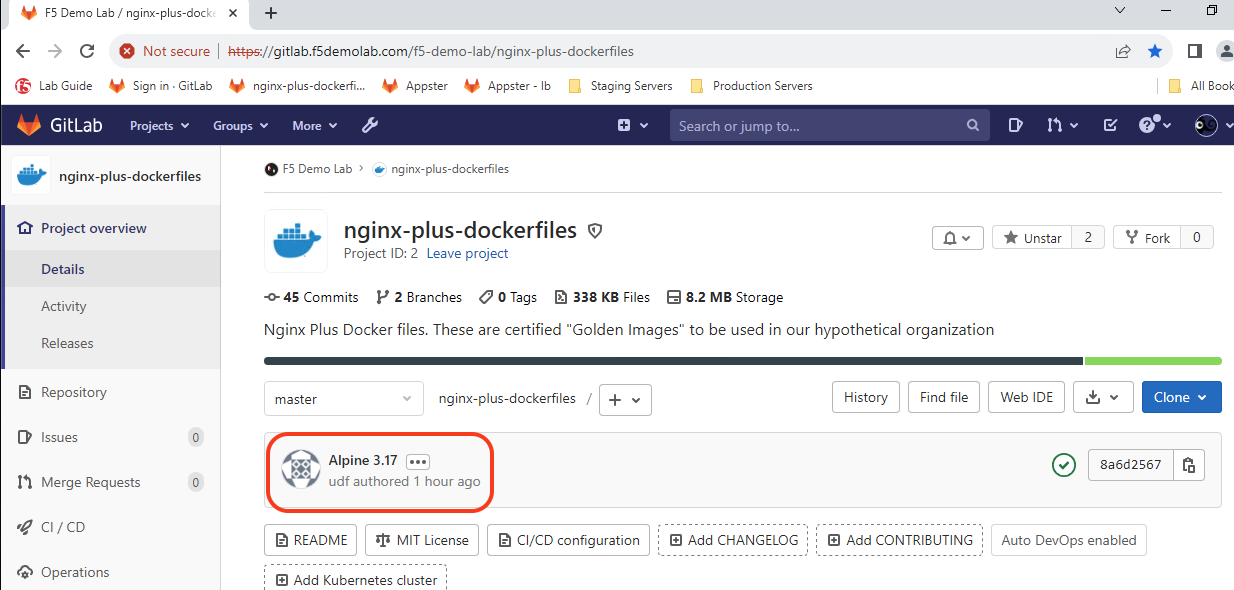 F5 Demo Lab / nginx-plus-docke
Not secure https://gitlab.f5demolab.com/f5-demo-lab/nginx-plus-dockerfiles
Lab Guide Sign in · GitLab nginx-plus-dockerfi... Appster Appster - lb Staging Servers Production Servers All Book
GitLab Projects Groups More Search or jump to...
nginx-plus-dockerfiles
Project overview
Details
Activity
Releases
Repository
Issues 0
Merge Requests 0
CI / CD
Operations
F5 Demo Lab › nginx-plus-dockerfiles
nginx-plus-dockerfiles
Project ID: 2 Leave project
Unstar 2 Fork 0
45 Commits 2 Branches 0 Tags 338 KB Files 8.2 MB Storage
Nginx Plus Docker files. These are certified "Golden Images" to be used in our hypothetical organization
master nginx-plus-dockerfiles / + History Find file Web IDE Clone
Alpine 3.17
udf authored 1 hour ago
8a6d2567
README MIT License CI/CD configuration Add CHANGELOG Add CONTRIBUTING Auto DevOps enabled
Add Kubernetes cluster